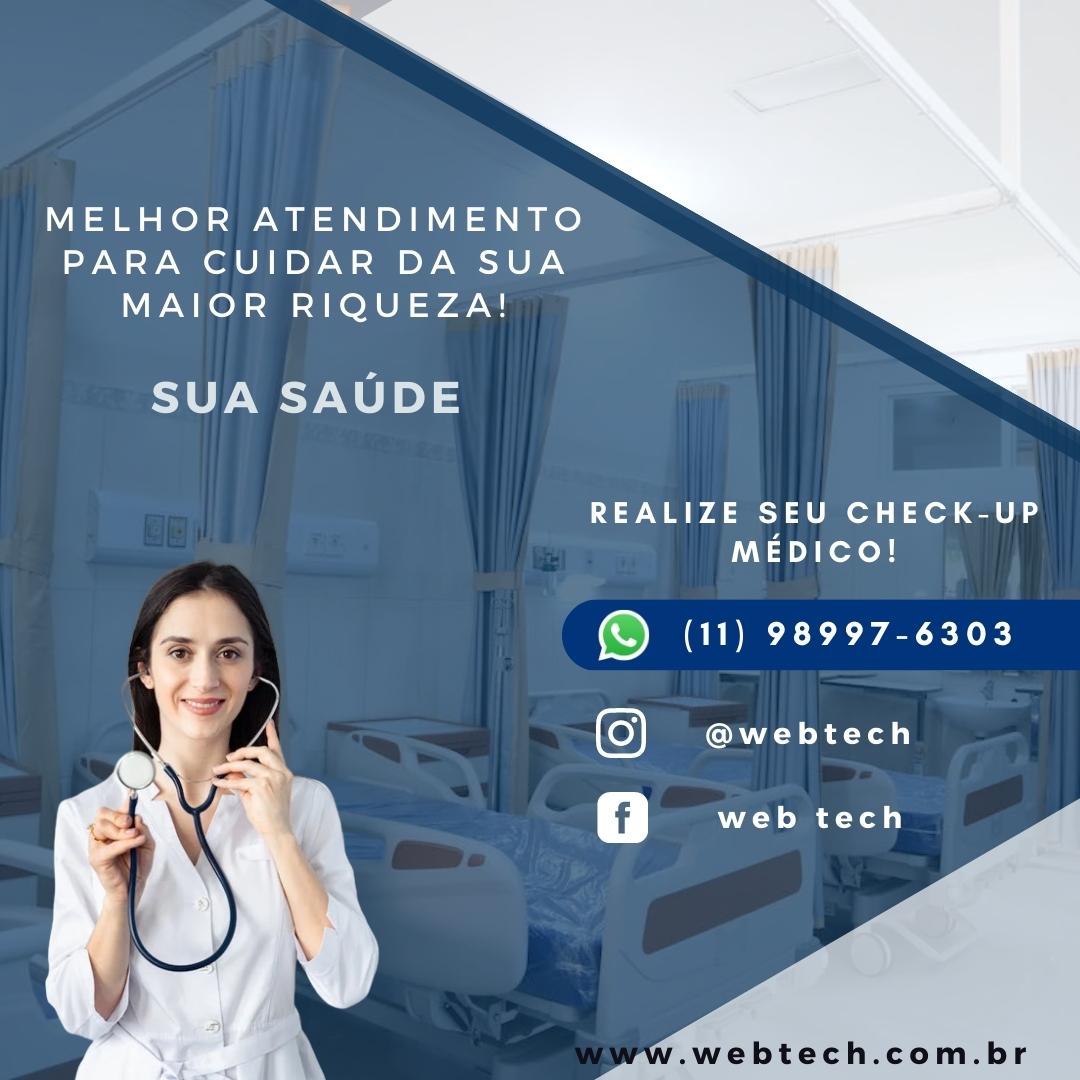 MELHOR ATENDIMENTO
PARA CUIDAR DA SUA
MAIOR RIQUEZA!
SUA SAÚDE
REALIZE SEU CHECK-UP
MÉDICO!
(11) 98997-6303
@webtech
web tech
www.webtech.com.br